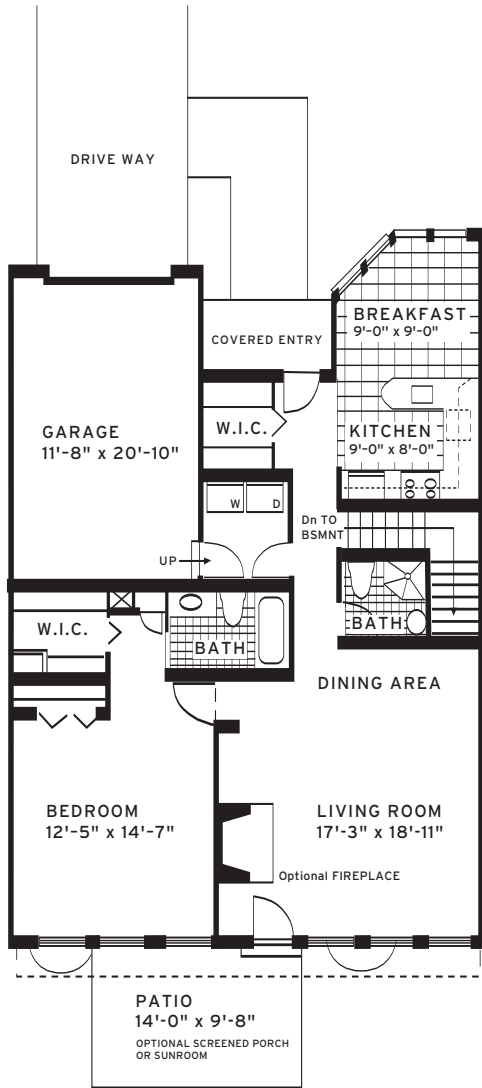 DRIVE WAY
BREAKFAST
9'-0" x 9'-0"
COVERED ENTRY
GARAGE
11'-8" x 20'-10"
W.I.C.
KITCHEN
9'-0" x 8'-0"
W D
Dn TO
BSMNT
UP
W.I.C.
BATH
BATH
DINING AREA
BEDROOM
12'-5" x 14'-7"
LIVING ROOM
17'-3" x 18'-11"
Optional FIREPLACE
PATIO
14'-0" x 9'-8"
OPTIONAL SCREENED PORCH
OR SUNROOM